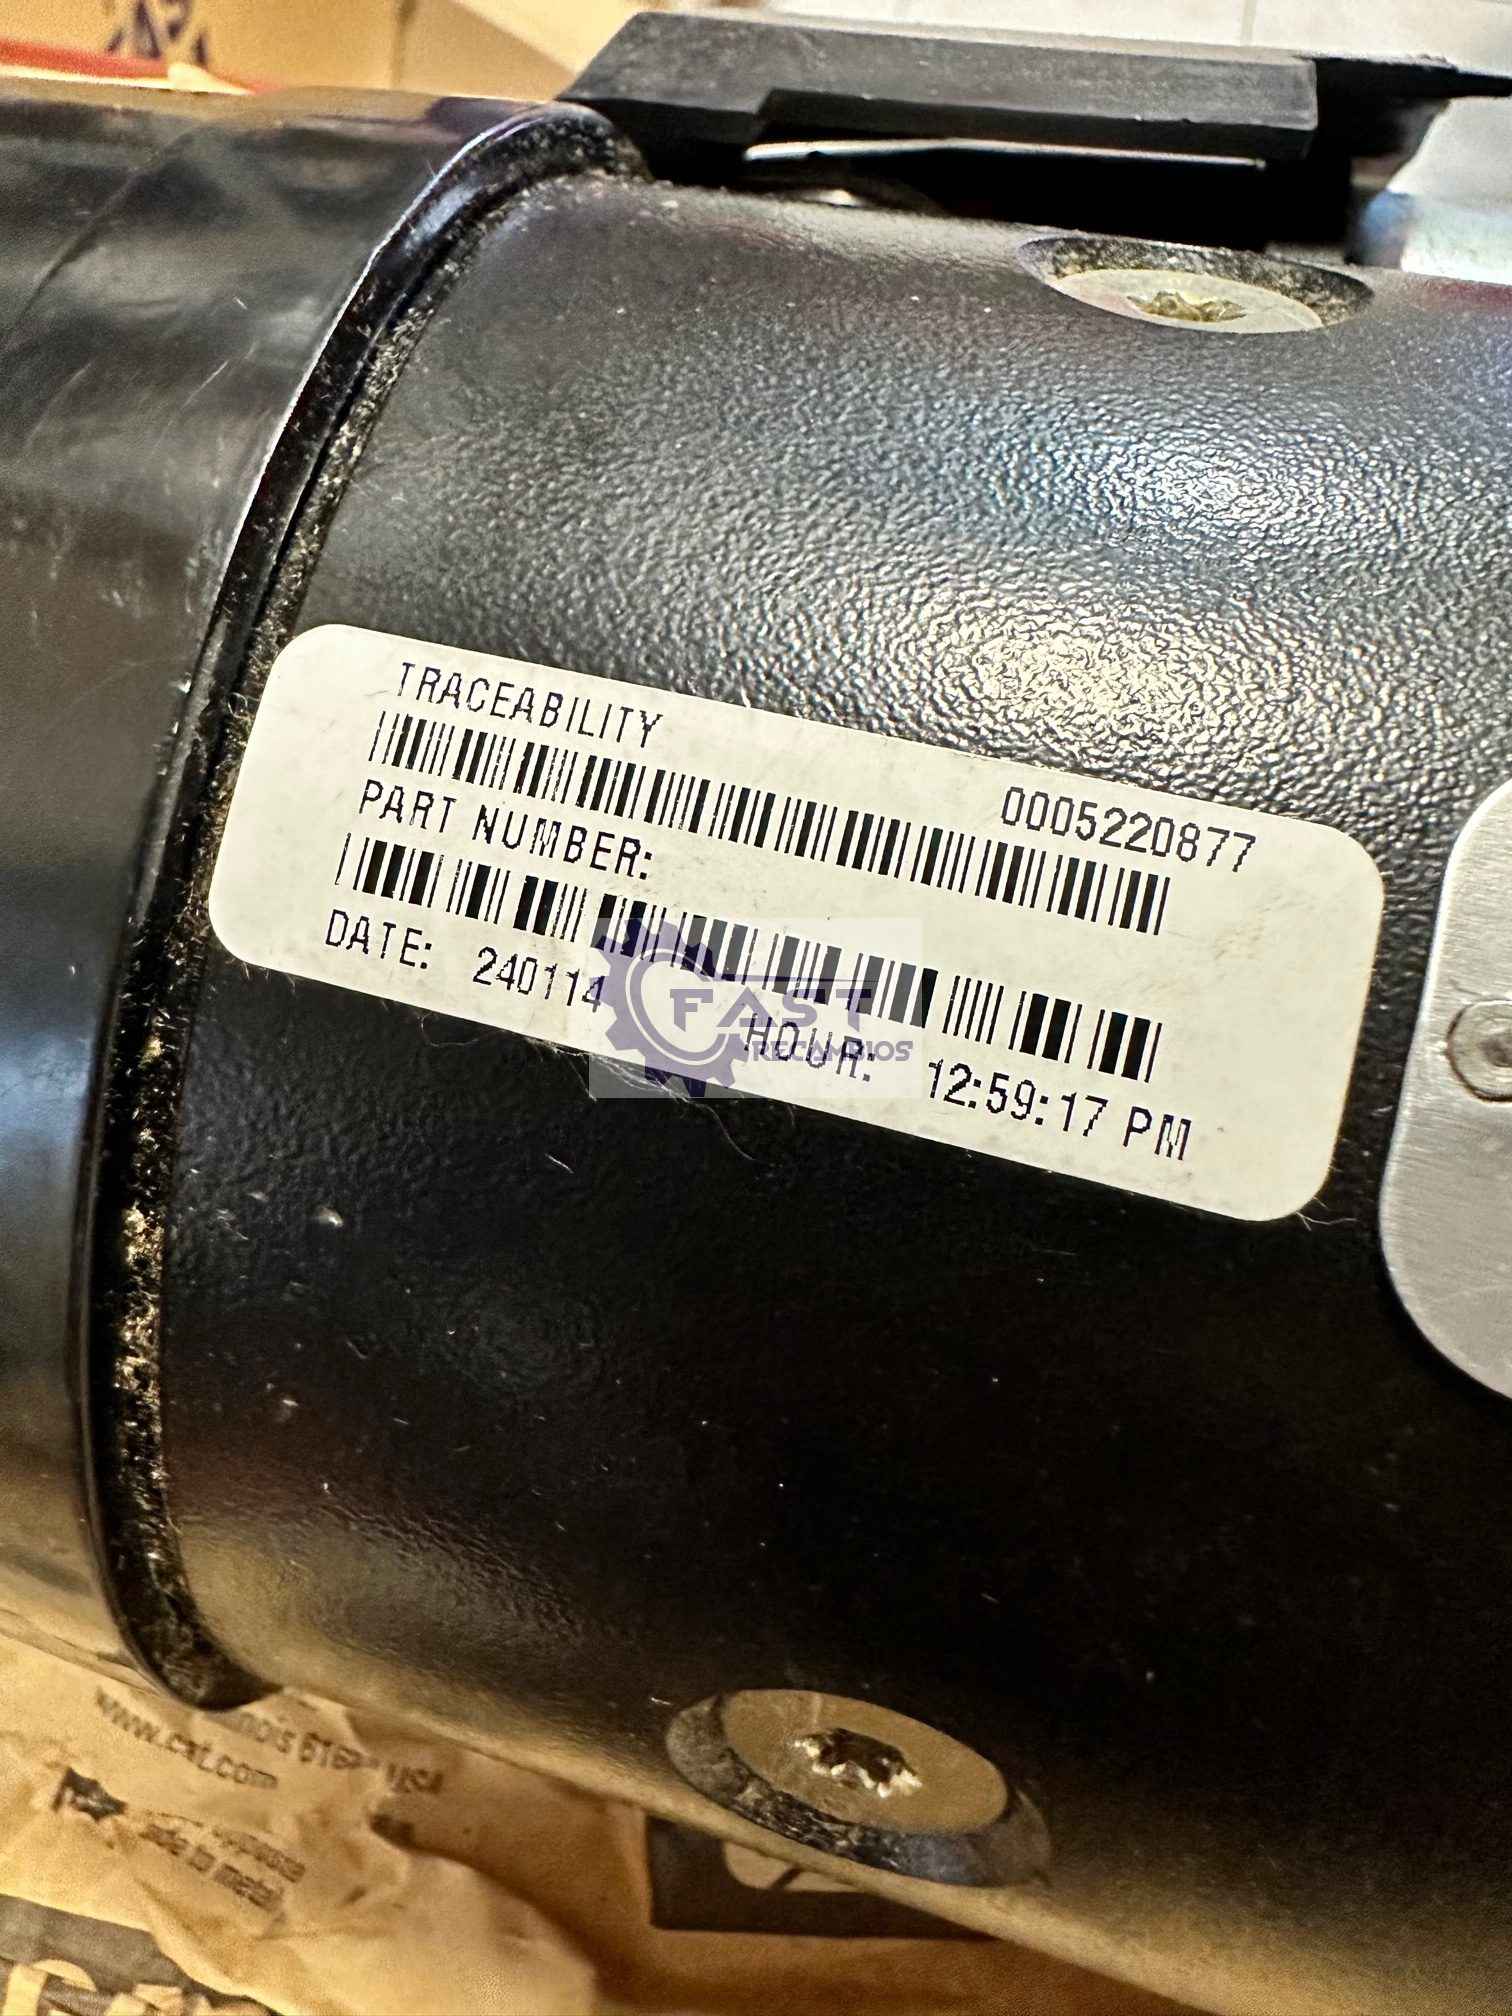 TRACEABILITY
0005220877
PART NUMBER:
DATE: 240114 HOUR: 12:59:17 PM
FAST
RECAMBIOS
www.cat.com